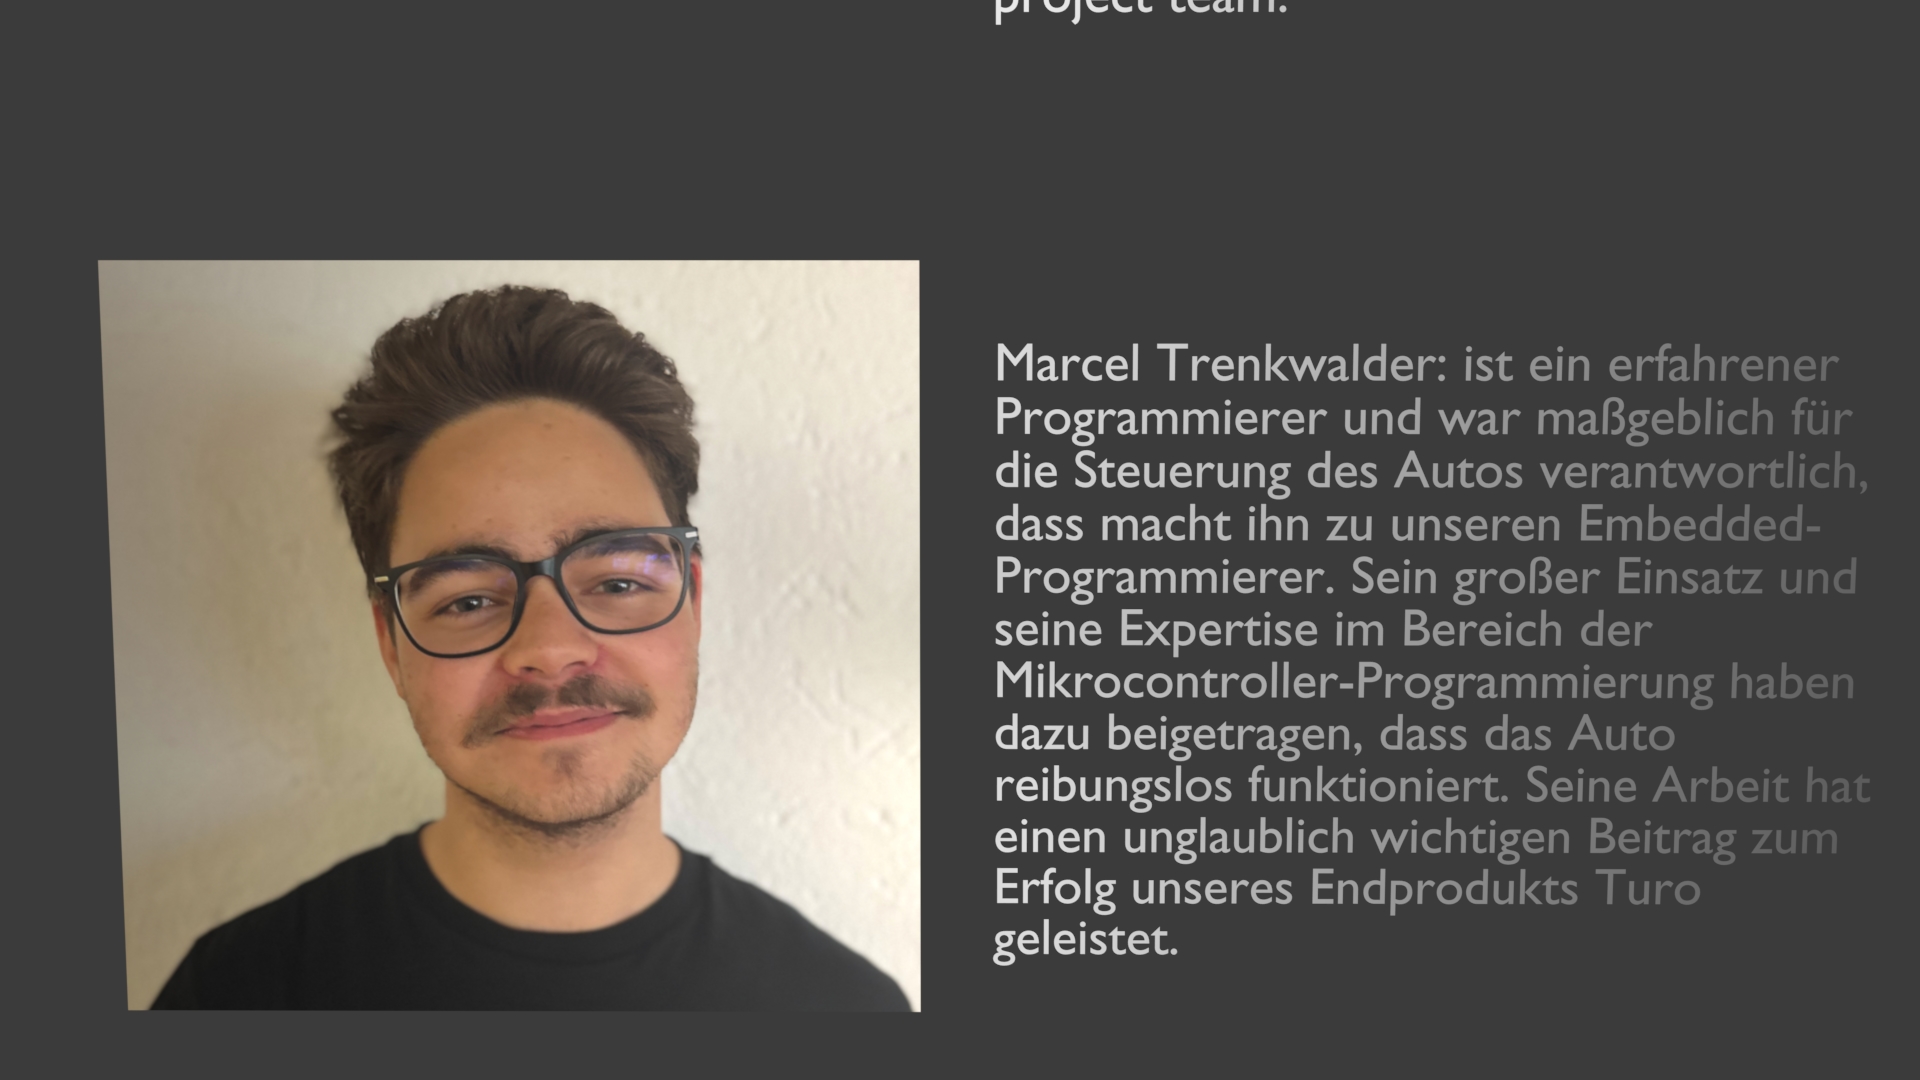 project team.
Marcel Trenkwalder: ist ein erfahrener
Programmierer und war maßgeblich für
die Steuerung des Autos verantwortlich,
dass macht ihn zu unseren Embedded-
Programmierer. Sein großer Einsatz und
seine Expertise im Bereich der
Mikrocontroller-Programmierung haben
dazu beigetragen, dass das Auto
reibungslos funktioniert. Seine Arbeit hat
einen unglaublich wichtigen Beitrag zum
Erfolg unseres Endprodukts Turo
geleistet.